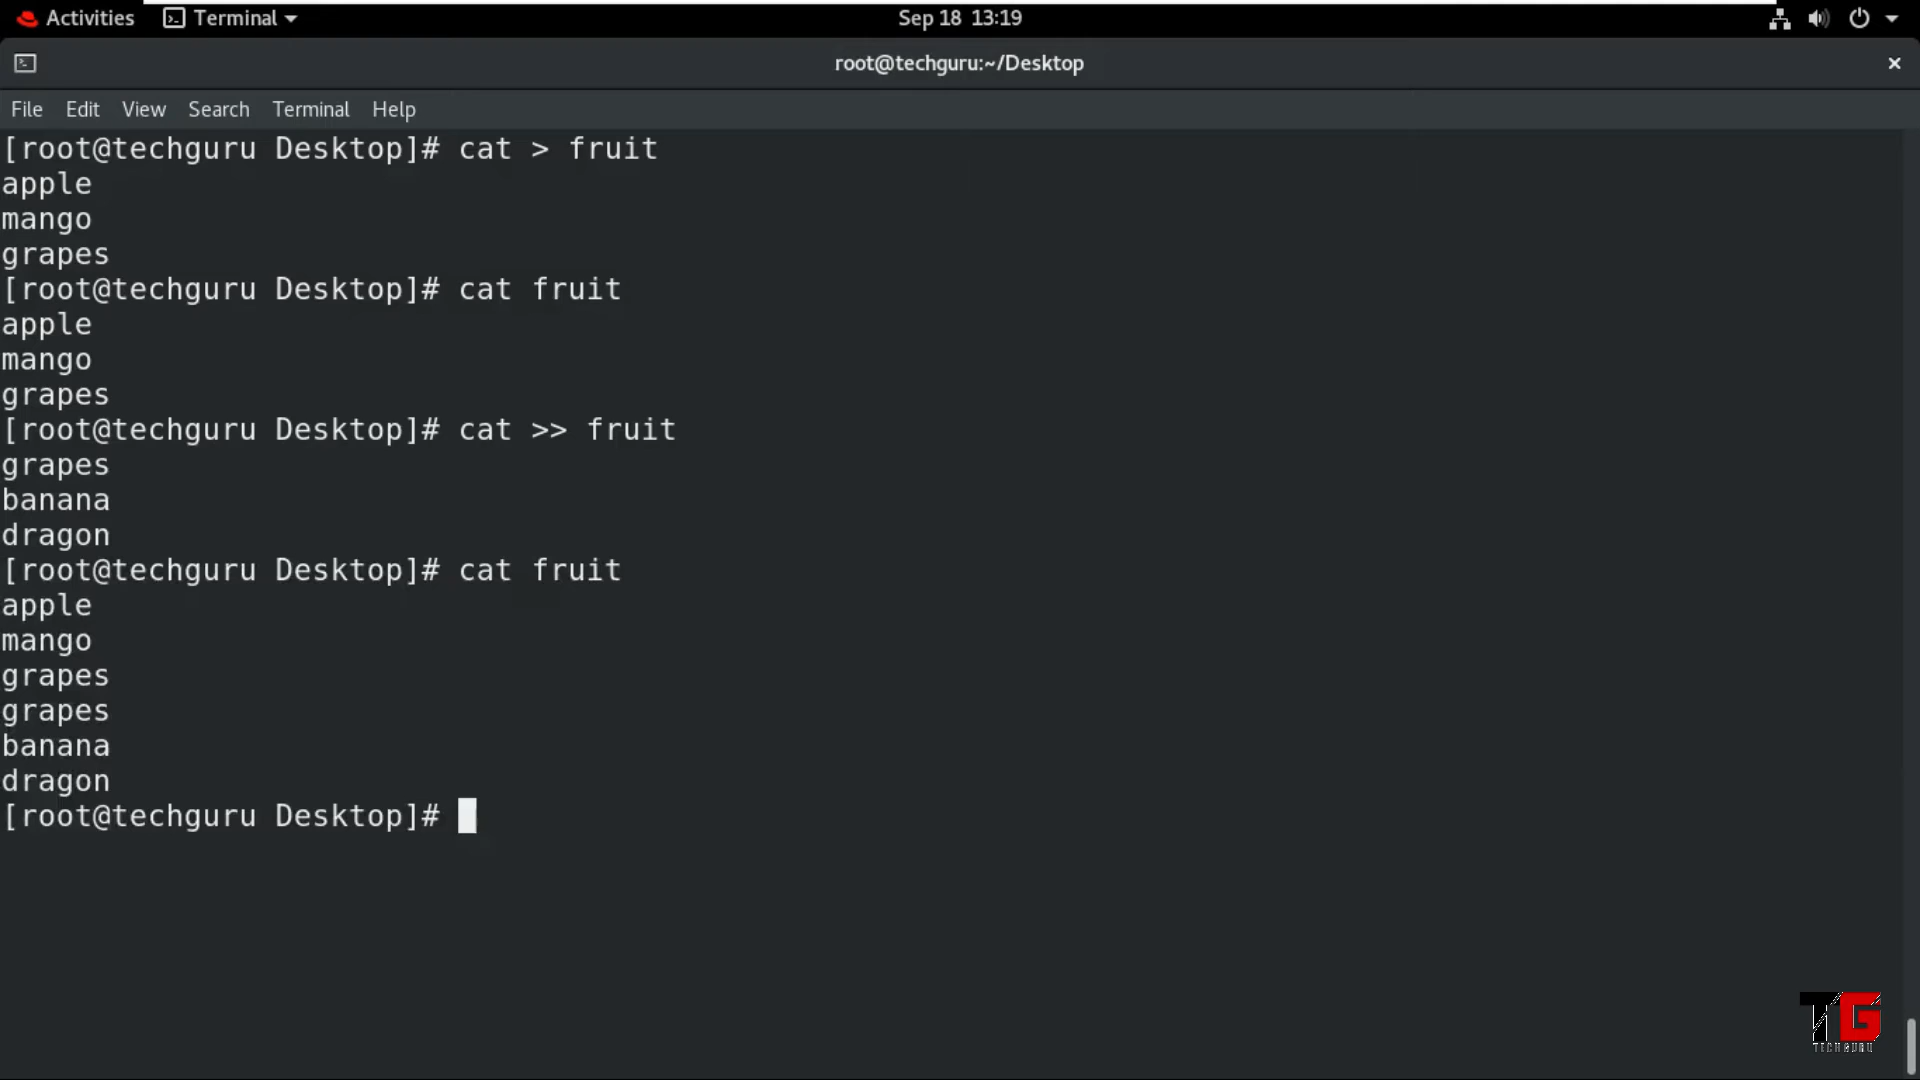 Activities Terminal Sep 18 13:19
root@techguru:~/Desktop
File Edit View Search Terminal Help
[root@techguru Desktop]# cat > fruit
apple
mango
grapes
[root@techguru Desktop]# cat fruit
apple
mango
grapes
[root@techguru Desktop]# cat >> fruit
grapes
banana
dragon
[root@techguru Desktop]# cat fruit
apple
mango
grapes
grapes
banana
dragon
[root@techguru Desktop]#
TG
TECHGURU